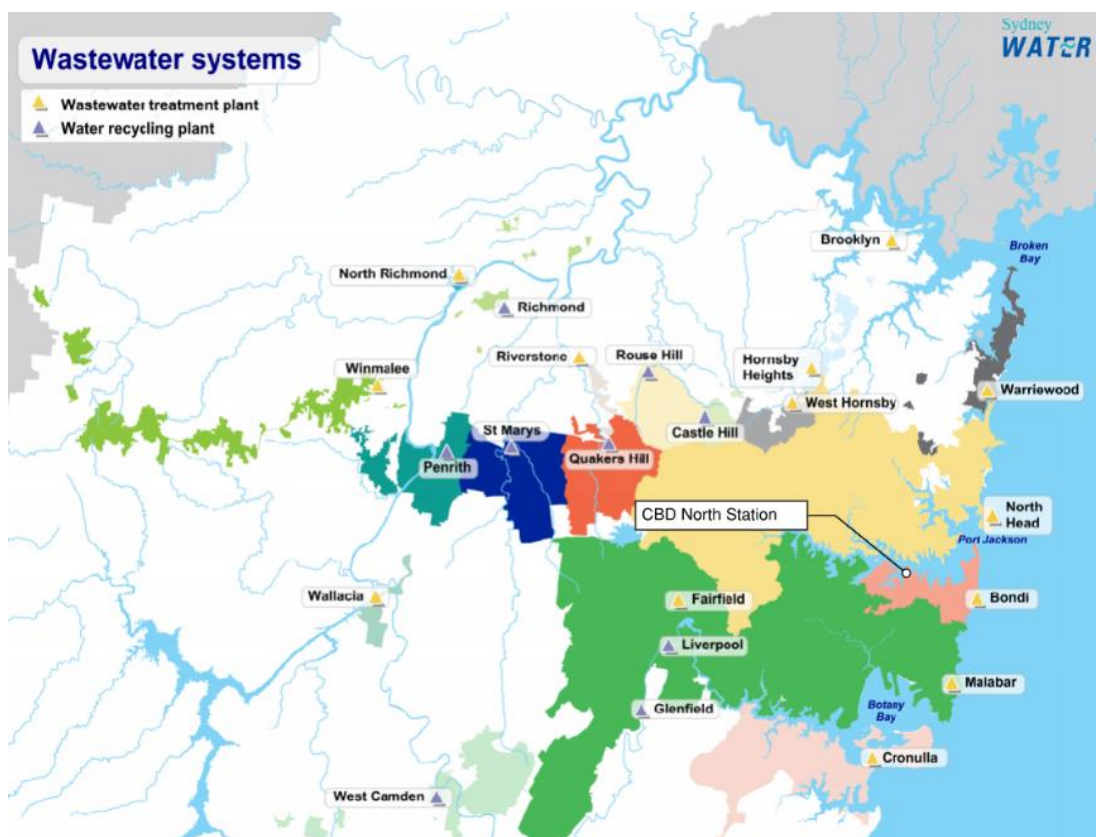 Sydney
WATER
Wastewater systems
Wastewater treatment plant
Water recycling plant
Brooklyn
Broken
Bay
North Richmond
Richmond
Riverstone
Rouse Hill
Hornsby
Heights
Winmalee
Warriewood
West Hornsby
St Marys
Castle Hill
Penrith
Quakers Hill
CBD North Station
North
Head
Port Jackson
Wallacia
Fairfield
Bondi
Liverpool
Malabar
Glenfield
Botany
Bay
Cronulla
West Camden